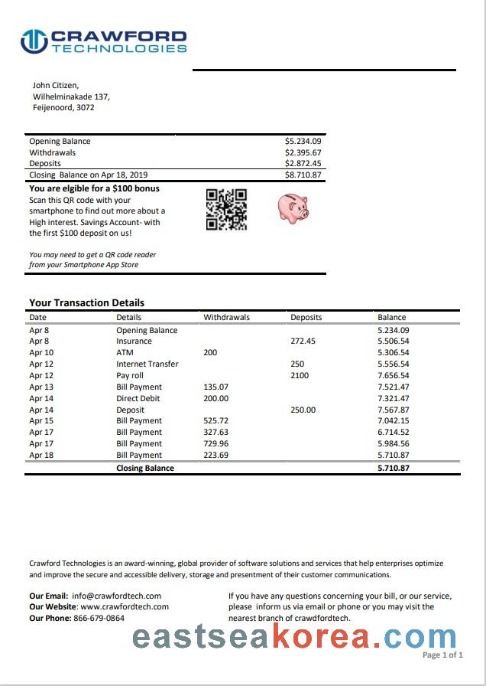 CRAWFORD
TECHNOLOGIES
John Citizen,
Wilhelminakade 137,
Feijenoord, 3072
Opening Balance $5.234.09
Withdrawals $2.395.67
Deposits $2.872.45
Closing Balance on Apr 18, 2019 $8.710.87
You are elgible for a $100 bonus
Scan this QR code with your
smartphone to find out more about a
High interest. Savings Account- with
the first $100 deposit on us!
You may need to get a QR code reader
from your Smartphone App Store
Your Transaction Details
Date Details Withdrawals Deposits Balance
Apr 8 Opening Balance 5.234.09
Apr 8 Insurance 272.45 5.506.54
Apr 10 ATM 200 5.306.54
Apr 12 Internet Transfer 250 5.556.54
Apr 12 Pay roll 2100 7.656.54
Apr 13 Bill Payment 135.07 7.521.47
Apr 14 Direct Debit 200.00 7.321.47
Apr 14 Deposit 250.00 7.567.87
Apr 15 Bill Payment 525.72 7.042.15
Apr 17 Bill Payment 327.63 6.714.52
Apr 17 Bill Payment 729.96 5.984.56
Apr 18 Bill Payment 223.69 5.710.87
Closing Balance 5.710.87
Crawford Technologies is an award-winning, global provider of software solutions and services that help enterprises optimize
and improve the secure and accessible delivery, storage and presentment of their customer communications.
Our Email: info@crawfordtech.com
Our Website: www.crawfordtech.com
Our Phone: 866-679-0864
If you have any questions concerning your bill, or our service,
please inform us via email or phone or you may visit the
nearest branch of crawdfordtech.
eastseakorea.com
Page 1 of 1